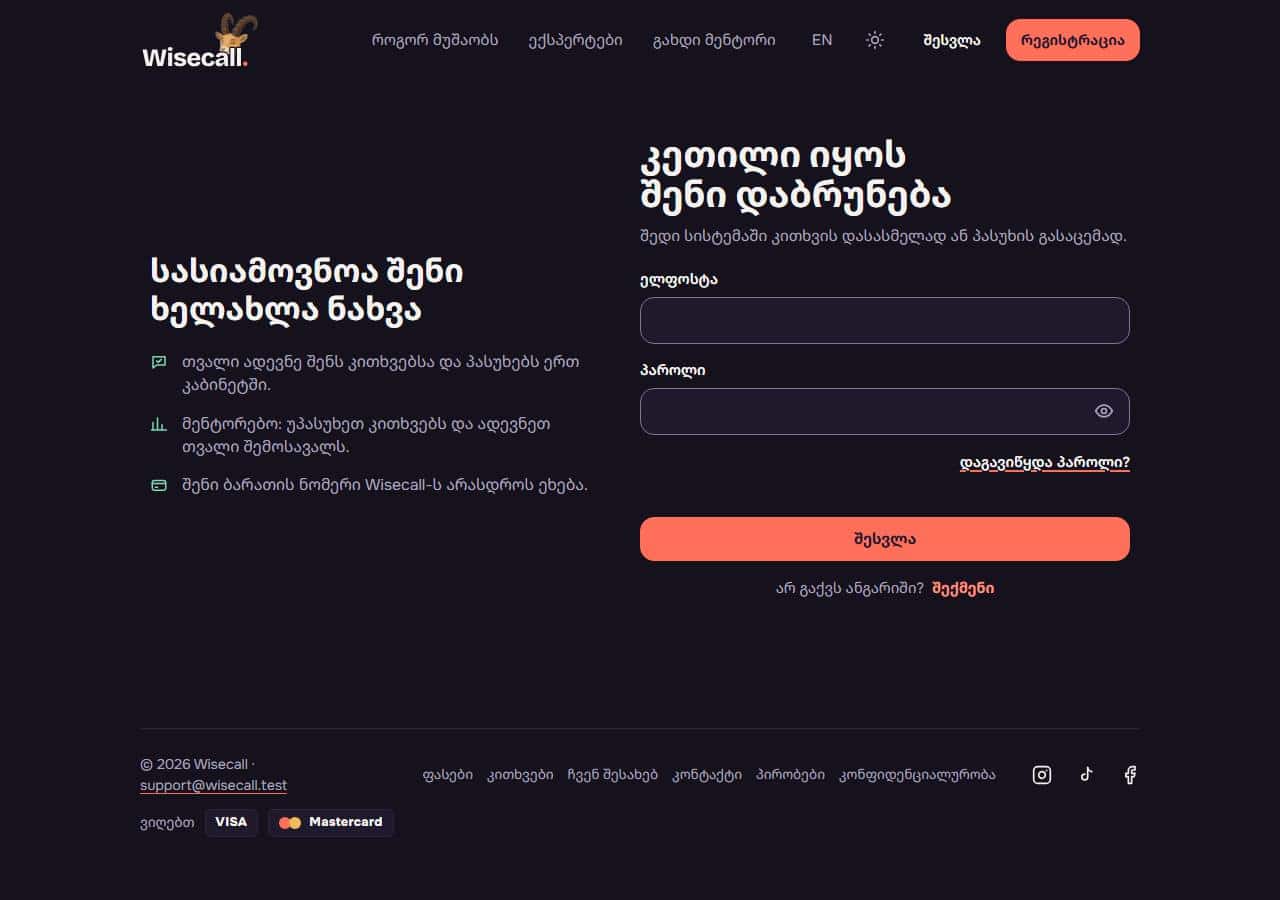 Wisecall.
როგორ მუშაობს
ექსპერტები
გახდი მენტორი
EN
შესვლა
რეგისტრაცია
სასიამოვნოა შენი
ხელახლა ნახვა
თვალი ადევნე შენს კითხვებსა და პასუხებს ერთ
კაბინეტში.
მენტორებო: უპასუხეთ კითხვებს და ადევნეთ
თვალი შემოსავალს.
შენი ბარათის ნომერი Wisecall-ს არასდროს ეხება.
კეთილი იყოს
შენი დაბრუნება
შედი სისტემაში კითხვის დასასმელად ან პასუხის გასაცემად.
ელფოსტა
პაროლი
დაგავიწყდა პაროლი?
შესვლა
არ გაქვს ანგარიში? შექმენი
© 2026 Wisecall ·
support@wisecall.test
ფასები
კითხვები
ჩვენ შესახებ
კონტაქტი
პირობები
კონფიდენციალურობა
ვიღებთ
VISA
Mastercard